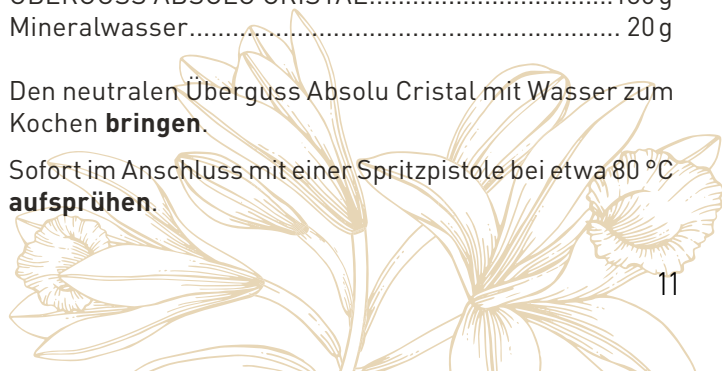 Mineralwasser........................................................... 20 g
Den neutralen Überguss Absolu Cristal mit Wasser zum
Kochen bringen.
Sofort im Anschluss mit einer Spritzpistole bei etwa 80 °C
aufsprühen.
11